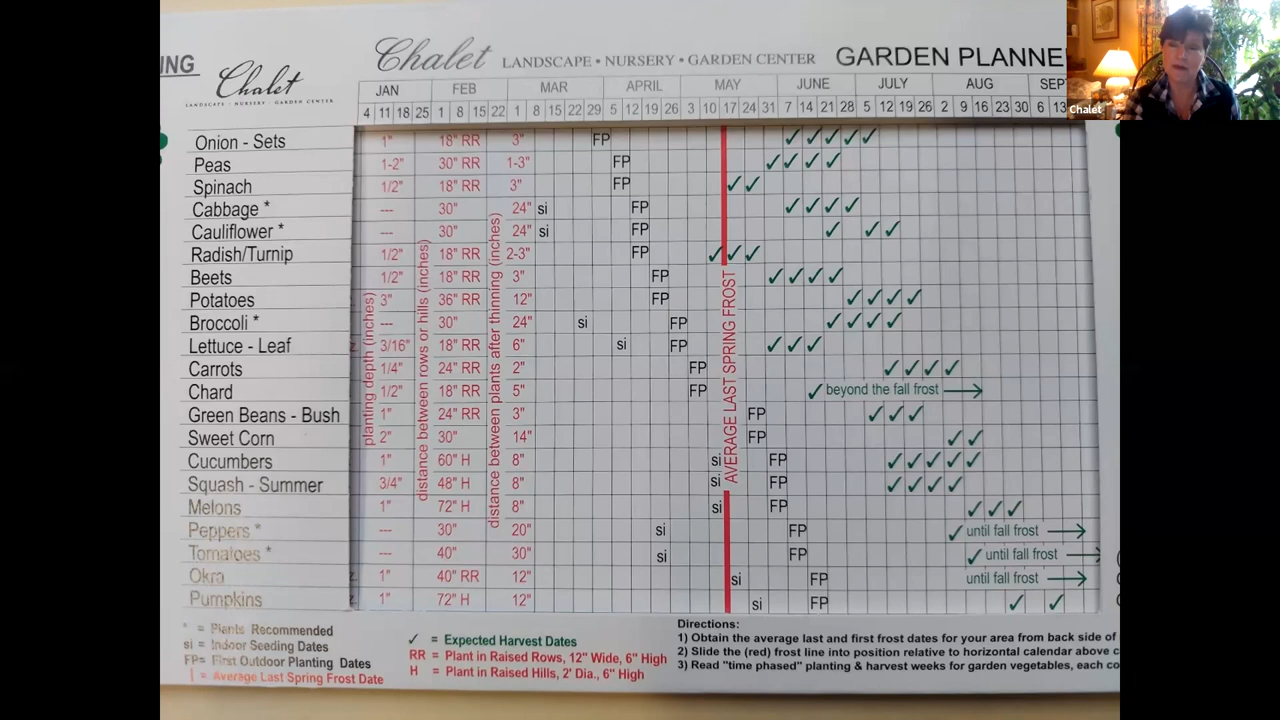 NG
Chalet
LANDSCAPE · NURSERY · GARDEN CENTER
Chalet LANDSCAPE • NURSERY • GARDEN CENTER GARDEN PLANNE
Chalet
JAN FEB MAR APRIL MAY JUNE JULY AUG SEP
4 11 18 25 1 8 15 22 1 8 15 22 29 5 12 19 26 3 10 17 24 31 7 14 21 28 5 12 19 26 2 9 16 23 30 6 13
Onion - Sets 1" 18" RR 3" FP ✓ ✓ ✓ ✓ ✓
Peas 1-2" 30" RR 1-3" FP ✓ ✓ ✓ ✓
Spinach 1/2" 18" RR 3" FP ✓ ✓
Cabbage * --- 30" 24" si FP ✓ ✓ ✓ ✓
Cauliflower * --- 30" 24" si FP ✓ ✓ ✓
Radish/Turnip 1/2" 18" RR 2-3" FP ✓ ✓ ✓
Beets 1/2" 18" RR 3" FP ✓ ✓ ✓ ✓
Potatoes 3" 36" RR 12" FP ✓ ✓ ✓ ✓
Broccoli * --- 30" 24" si FP ✓ ✓ ✓ ✓
Lettuce - Leaf 3/16" 18" RR 6" si FP ✓ ✓ ✓
Carrots 1/4" 24" RR 2" FP ✓ ✓ ✓ ✓
Chard 1/2" 18" RR 5" FP ✓ beyond the fall frost
Green Beans - Bush 1" 24" RR 3" FP ✓ ✓ ✓
Sweet Corn 2" 30" 14" FP ✓ ✓
Cucumbers 1" 60" H 8" si FP ✓ ✓ ✓ ✓ ✓
Squash - Summer 3/4" 48" H 8" si FP ✓ ✓ ✓ ✓
Melons 1" 72" H 8" si FP ✓ ✓ ✓
Peppers * --- 30" 20" si FP ✓ until fall frost
Tomatoes * --- 40" 30" si FP ✓ until fall frost
Okra 1" 40" RR 12" si FP until fall frost
Pumpkins 1" 72" H 12" si FP ✓ ✓
planting depth (inches)
distance between rows or hills (inches)
distance between plants after thinning (inches)
AVERAGE LAST SPRING FROST
* = Plants Recommended
si = Indoor Seeding Dates
FP= First Outdoor Planting Dates
| = Average Last Spring Frost Date
✓ = Expected Harvest Dates
RR = Plant in Raised Rows, 12" Wide, 6" High
H = Plant in Raised Hills, 2' Dia., 6" High
Directions:
1) Obtain the average last and first frost dates for your area from back side of
2) Slide the (red) frost line into position relative to horizontal calendar above c
3) Read "time phased" planting & harvest weeks for garden vegetables, each co